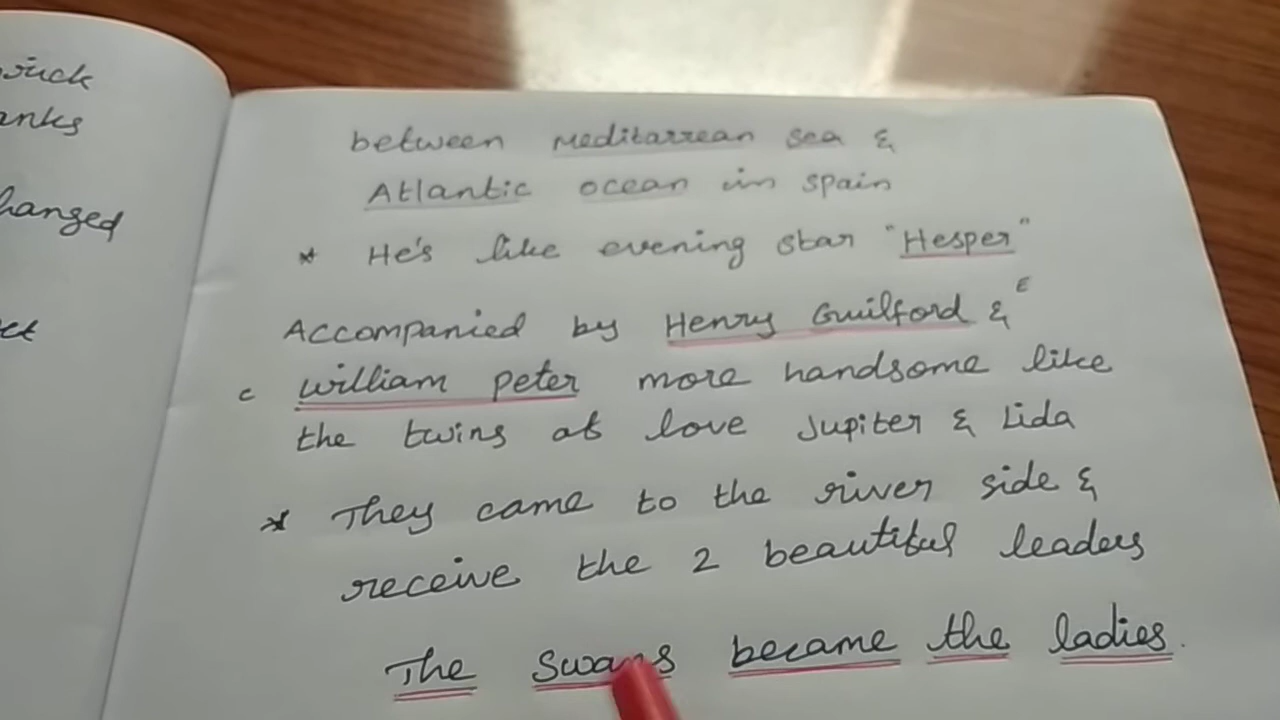 between Meditarrean sea &
Atlantic ocean in spain
* He's like evening star "Hesper"
Accompanied by Henry Guilford &
william peter more handsome like
the twins of love Jupiter & Lida
* They came to the river side &
receive the 2 beautiful leaders
The Swans became the ladies.